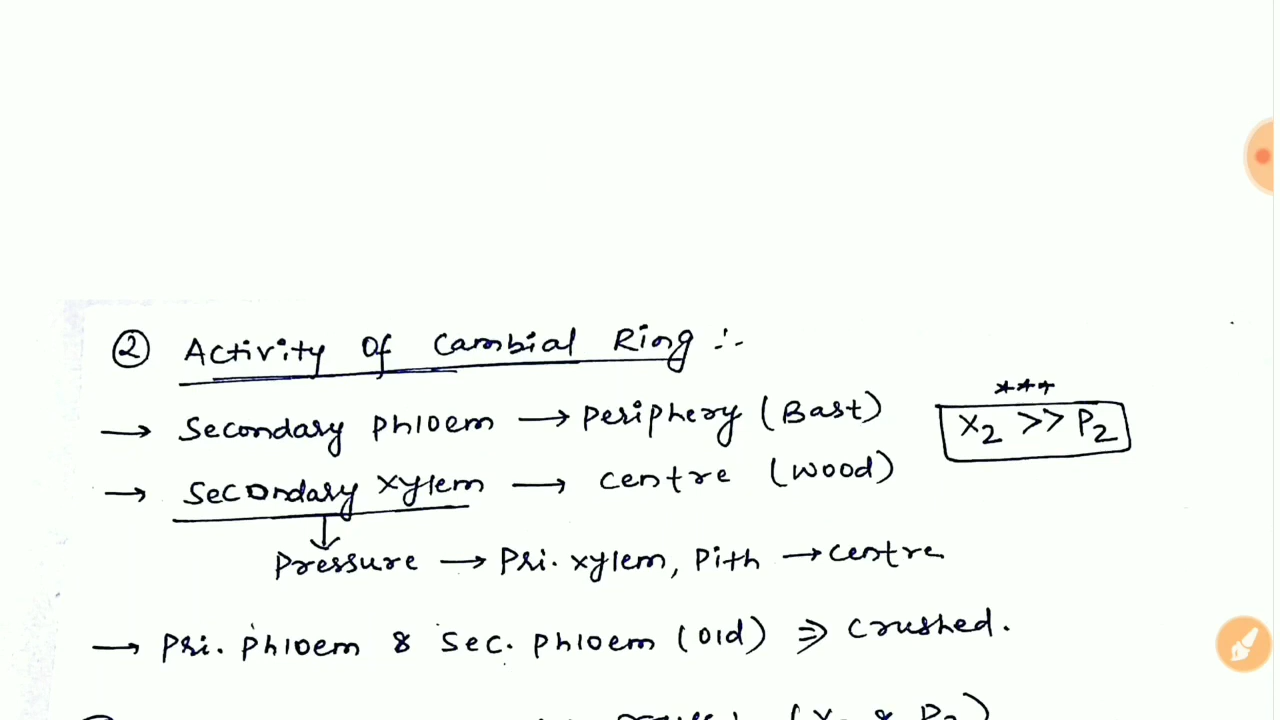 ② Activity Of Cambial Ring :-
→ Secondary Phloem → Periphery (Bast)
***
X₂ >> P₂
→ Secondary Xylem → centre (wood)
↓
Pressure → Pri. xylem, Pith → centre
→ Pri. Phloem & Sec. Phloem (old) ⇒ crushed.